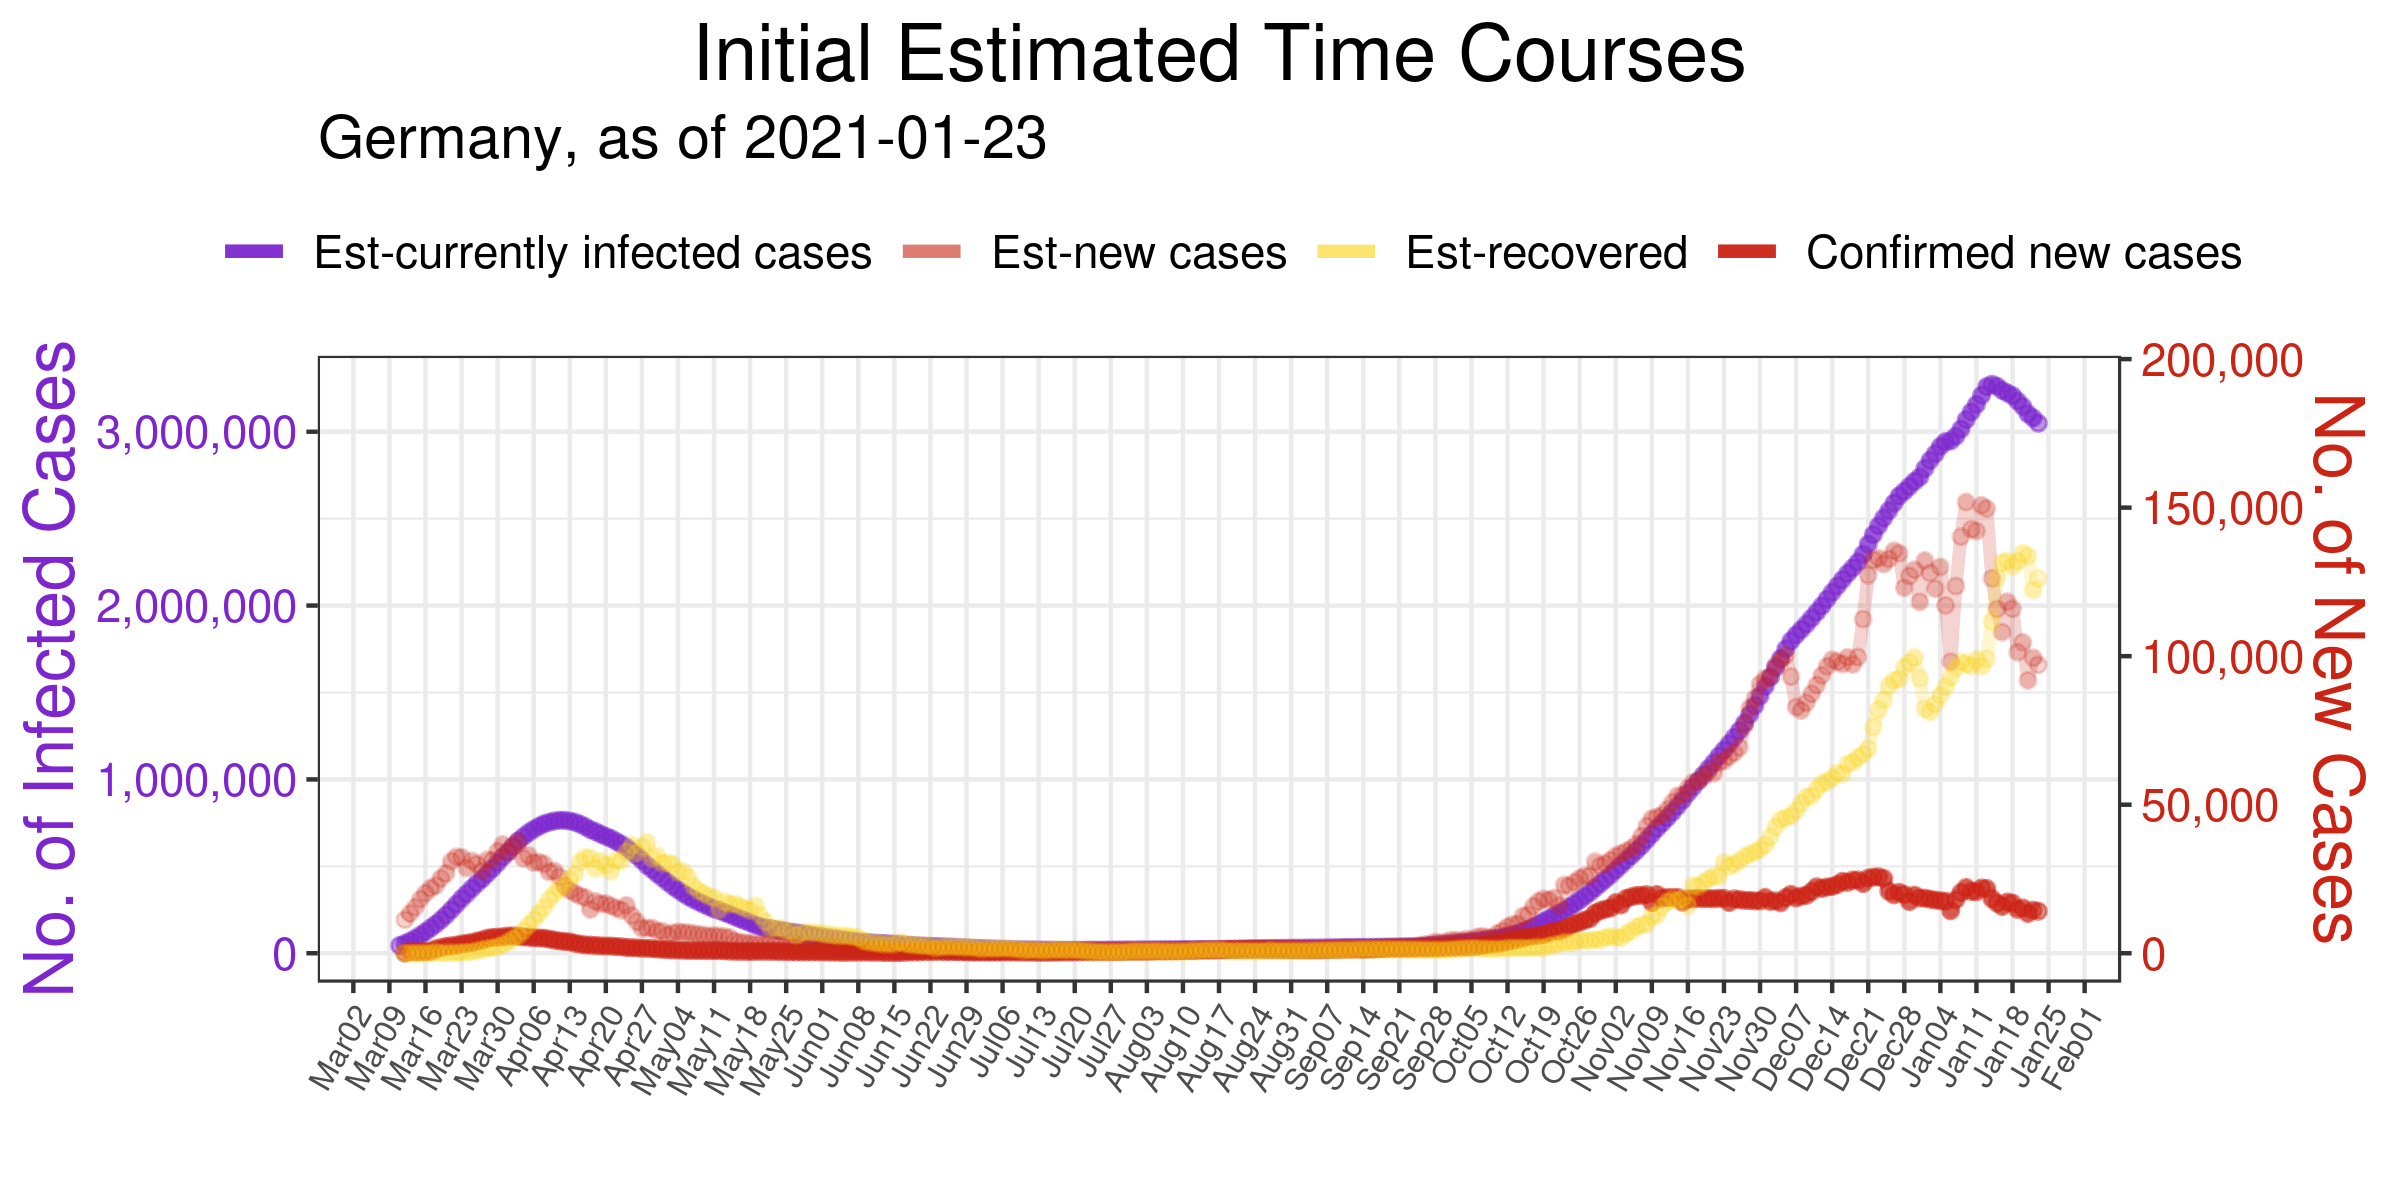 Initial Estimated Time Courses
Germany, as of 2021-01-23
Est-currently infected cases Est-new cases Est-recovered Confirmed new cases
No. of Infected Cases
3,000,000
2,000,000
1,000,000
0
200,000
150,000
100,000
50,000
0
No. of New Cases
Mar02 Mar09 Mar16 Mar23 Mar30 Apr06 Apr13 Apr20 Apr27 May04 May11 May18 May25 Jun01 Jun08 Jun15 Jun22 Jun29 Jul06 Jul13 Jul20 Jul27 Aug03 Aug10 Aug17 Aug24 Aug31 Sep07 Sep14 Sep21 Sep28 Oct05 Oct12 Oct19 Oct26 Nov02 Nov09 Nov16 Nov23 Nov30 Dec07 Dec14 Dec21 Dec28 Jan04 Jan11 Jan18 Jan25 Feb01